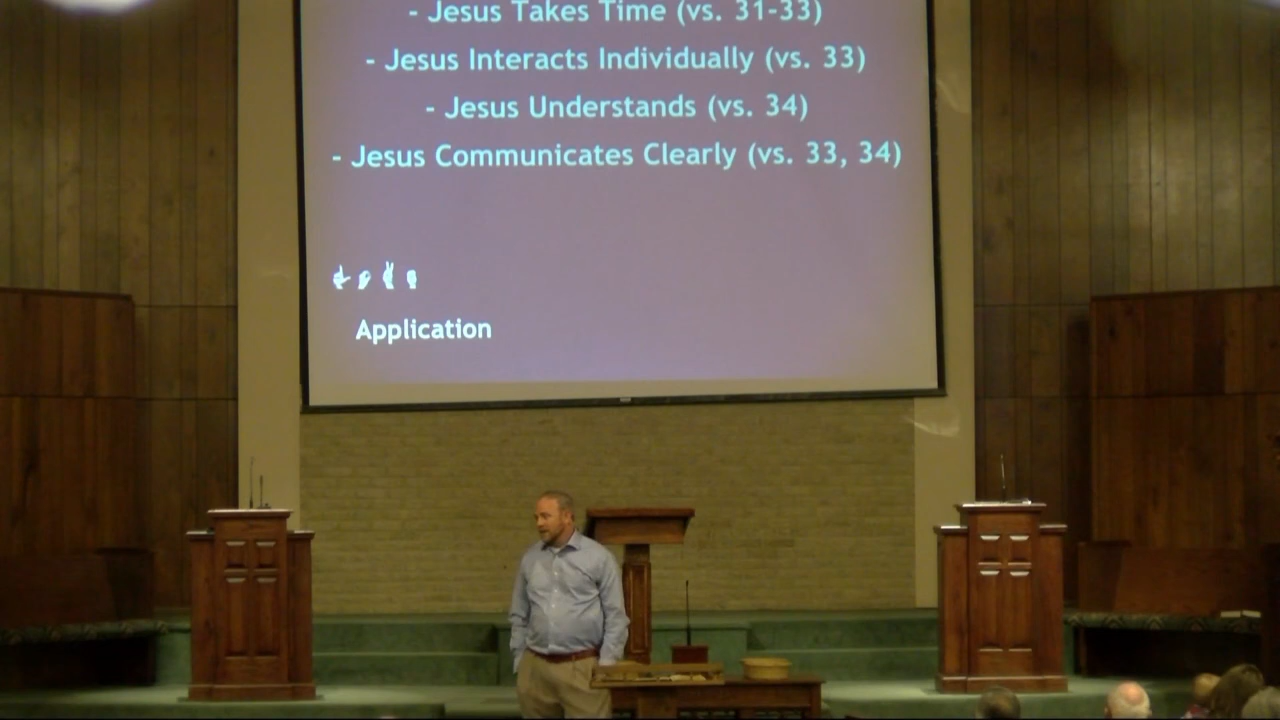 - Jesus Takes Time (vs. 31-33)
- Jesus Interacts Individually (vs. 33)
- Jesus Understands (vs. 34)
- Jesus Communicates Clearly (vs. 33, 34)
Application